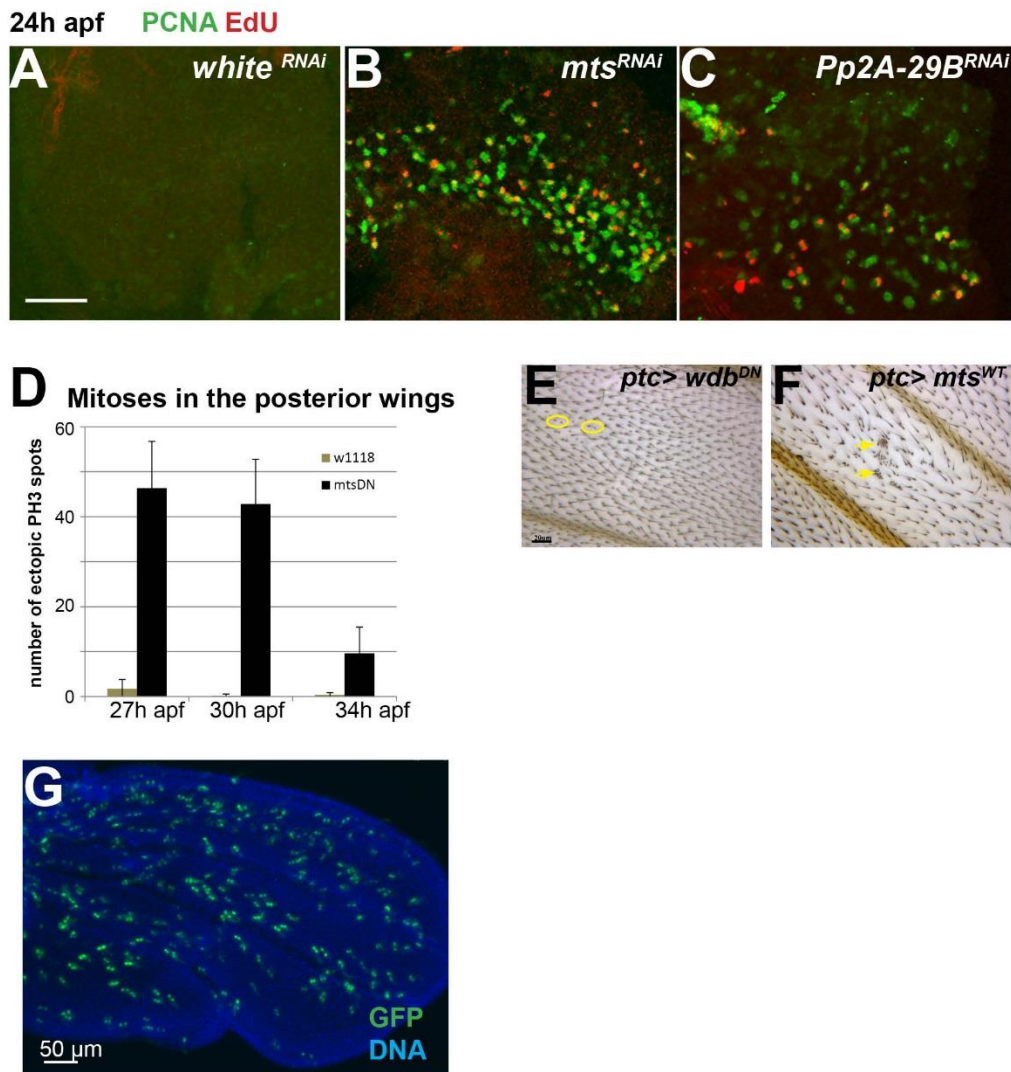 24h apf PCNA EdU
A white RNAi
B mtsRNAi
C Pp2A-29BRNAi
D Mitoses in the posterior wings
number of ectopic PH3 spots
60
40
20
0
w1118
mtsDN
27h apf 30h apf 34h apf
E ptc> wdbDN
20µm
F ptc> mtsWT
G
GFP
DNA
50 µm